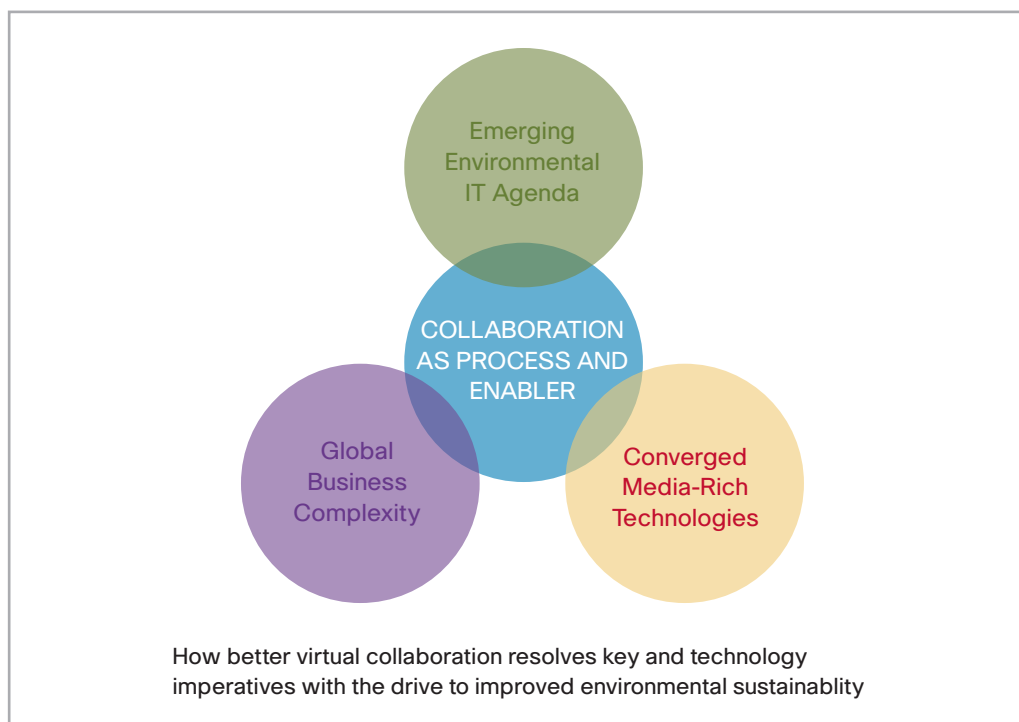 Emerging
Environmental
IT Agenda
COLLABORATION
AS PROCESS AND
ENABLER
Global
Business
Complexity
Converged
Media-Rich
Technologies
How better virtual collaboration resolves key and technology
imperatives with the drive to improved environmental sustainablity